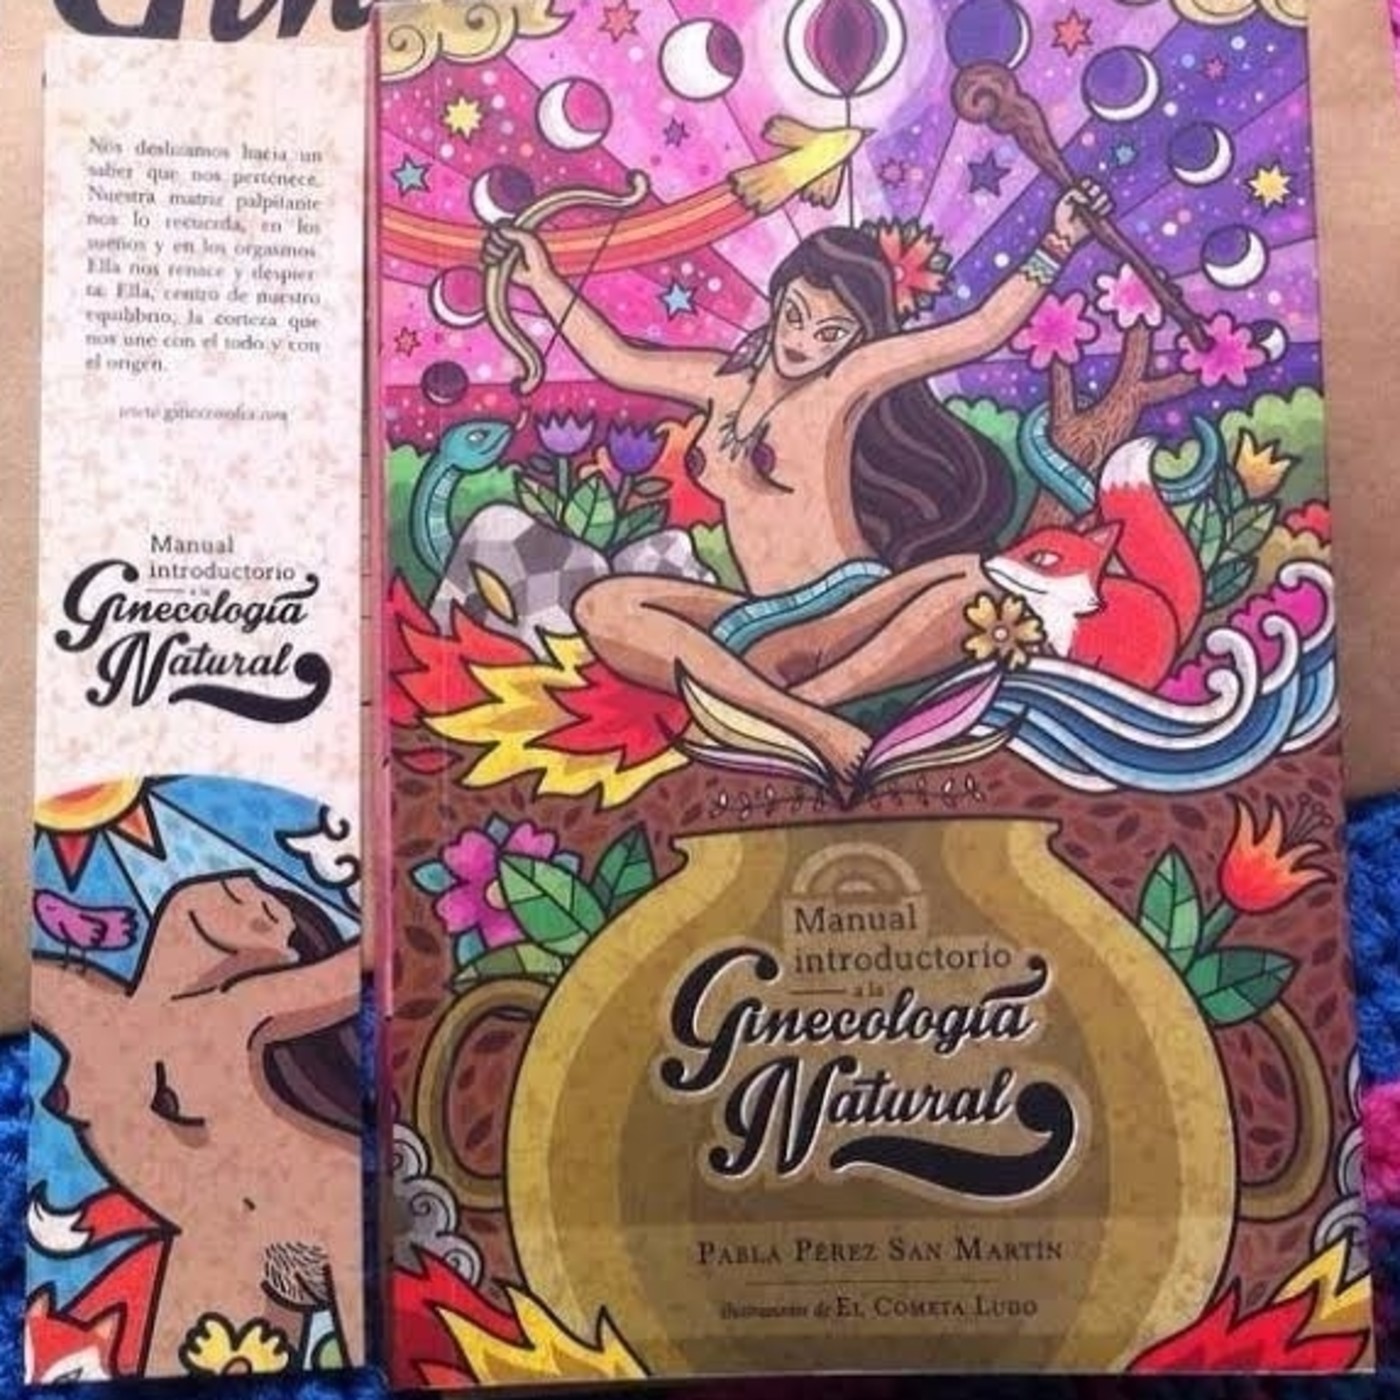 Nos deslizamos hacia un
saber que nos pertenece.
Nuestra matriz palpitante
nos lo recuerda, en los
sueños y en los orgasmos.
Ella nos renace y despier-
ta. Ella, centro de nuestro
equilibrio, la corteza que
nos une con el todo y con
el origen.
Manual
introductorio
a la
Ginecología
Natural
Manual
introductorio
a la
Ginecología
Natural
Pabla Pérez San Martín
ilustraciones de El Cometa Ludo